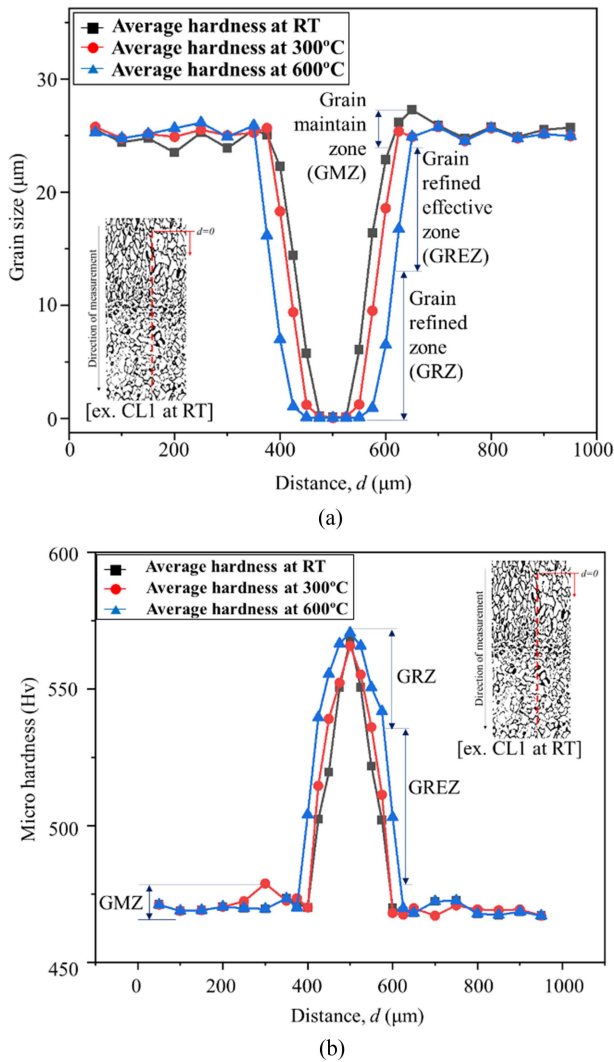 Average hardness at RT
Average hardness at 300ºC
Average hardness at 600ºC
Grain
maintain
zone
(GMZ)
Grain
refined
effective
zone
(GREZ)
Grain
refined
zone
(GRZ)
d=0
Direction of measurement
[ex. CL1 at RT]
Grain size (μm)
30
20
10
0
0
200
400
600
800
1000
Distance, d (μm)
(a)
Average hardness at RT
Average hardness at 300ºC
Average hardness at 600ºC
d=0
Direction of measurement
[ex. CL1 at RT]
GRZ
GREZ
GMZ
Micro hardness (Hv)
600
550
500
450
0
200
400
600
800
1000
Distance, d (μm)
(b)